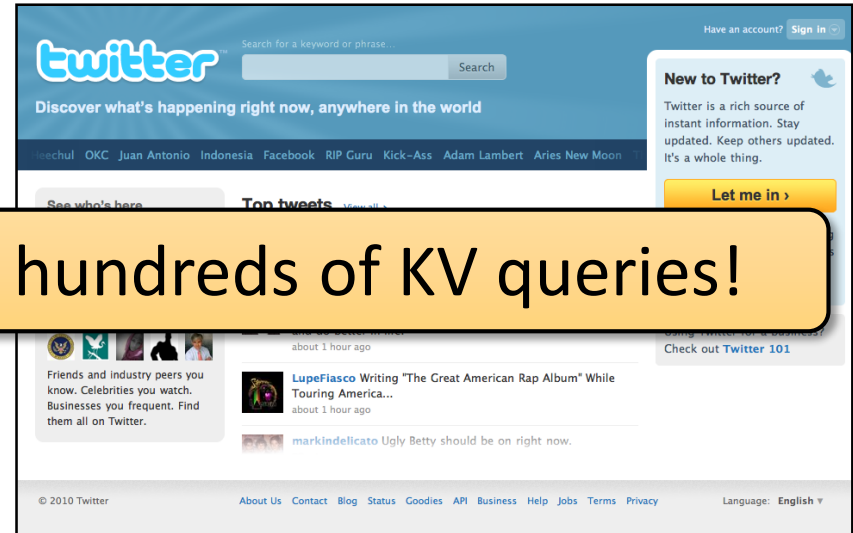 Have an account? Sign in
twitter™
Search for a keyword or phrase...
Search
Discover what's happening right now, anywhere in the world
New to Twitter?
Twitter is a rich source of
instant information. Stay
updated. Keep others updated.
It's a whole thing.
Let me in ›
OKC Juan Antonio Indonesia Facebook RIP Guru Kick-Ass Adam Lambert Aries New Moon
See who's here
Top tweets View all ›
hundreds of KV queries!
about 1 hour ago
Using Twitter for a business?
Check out Twitter 101
Friends and industry peers you
know. Celebrities you watch.
Businesses you frequent. Find
them all on Twitter.
LupeFiasco Writing "The Great American Rap Album" While
Touring America...
about 1 hour ago
markindelicato Ugly Betty should be on right now.
© 2010 Twitter
About Us Contact Blog Status Goodies API Business Help Jobs Terms Privacy
Language: English